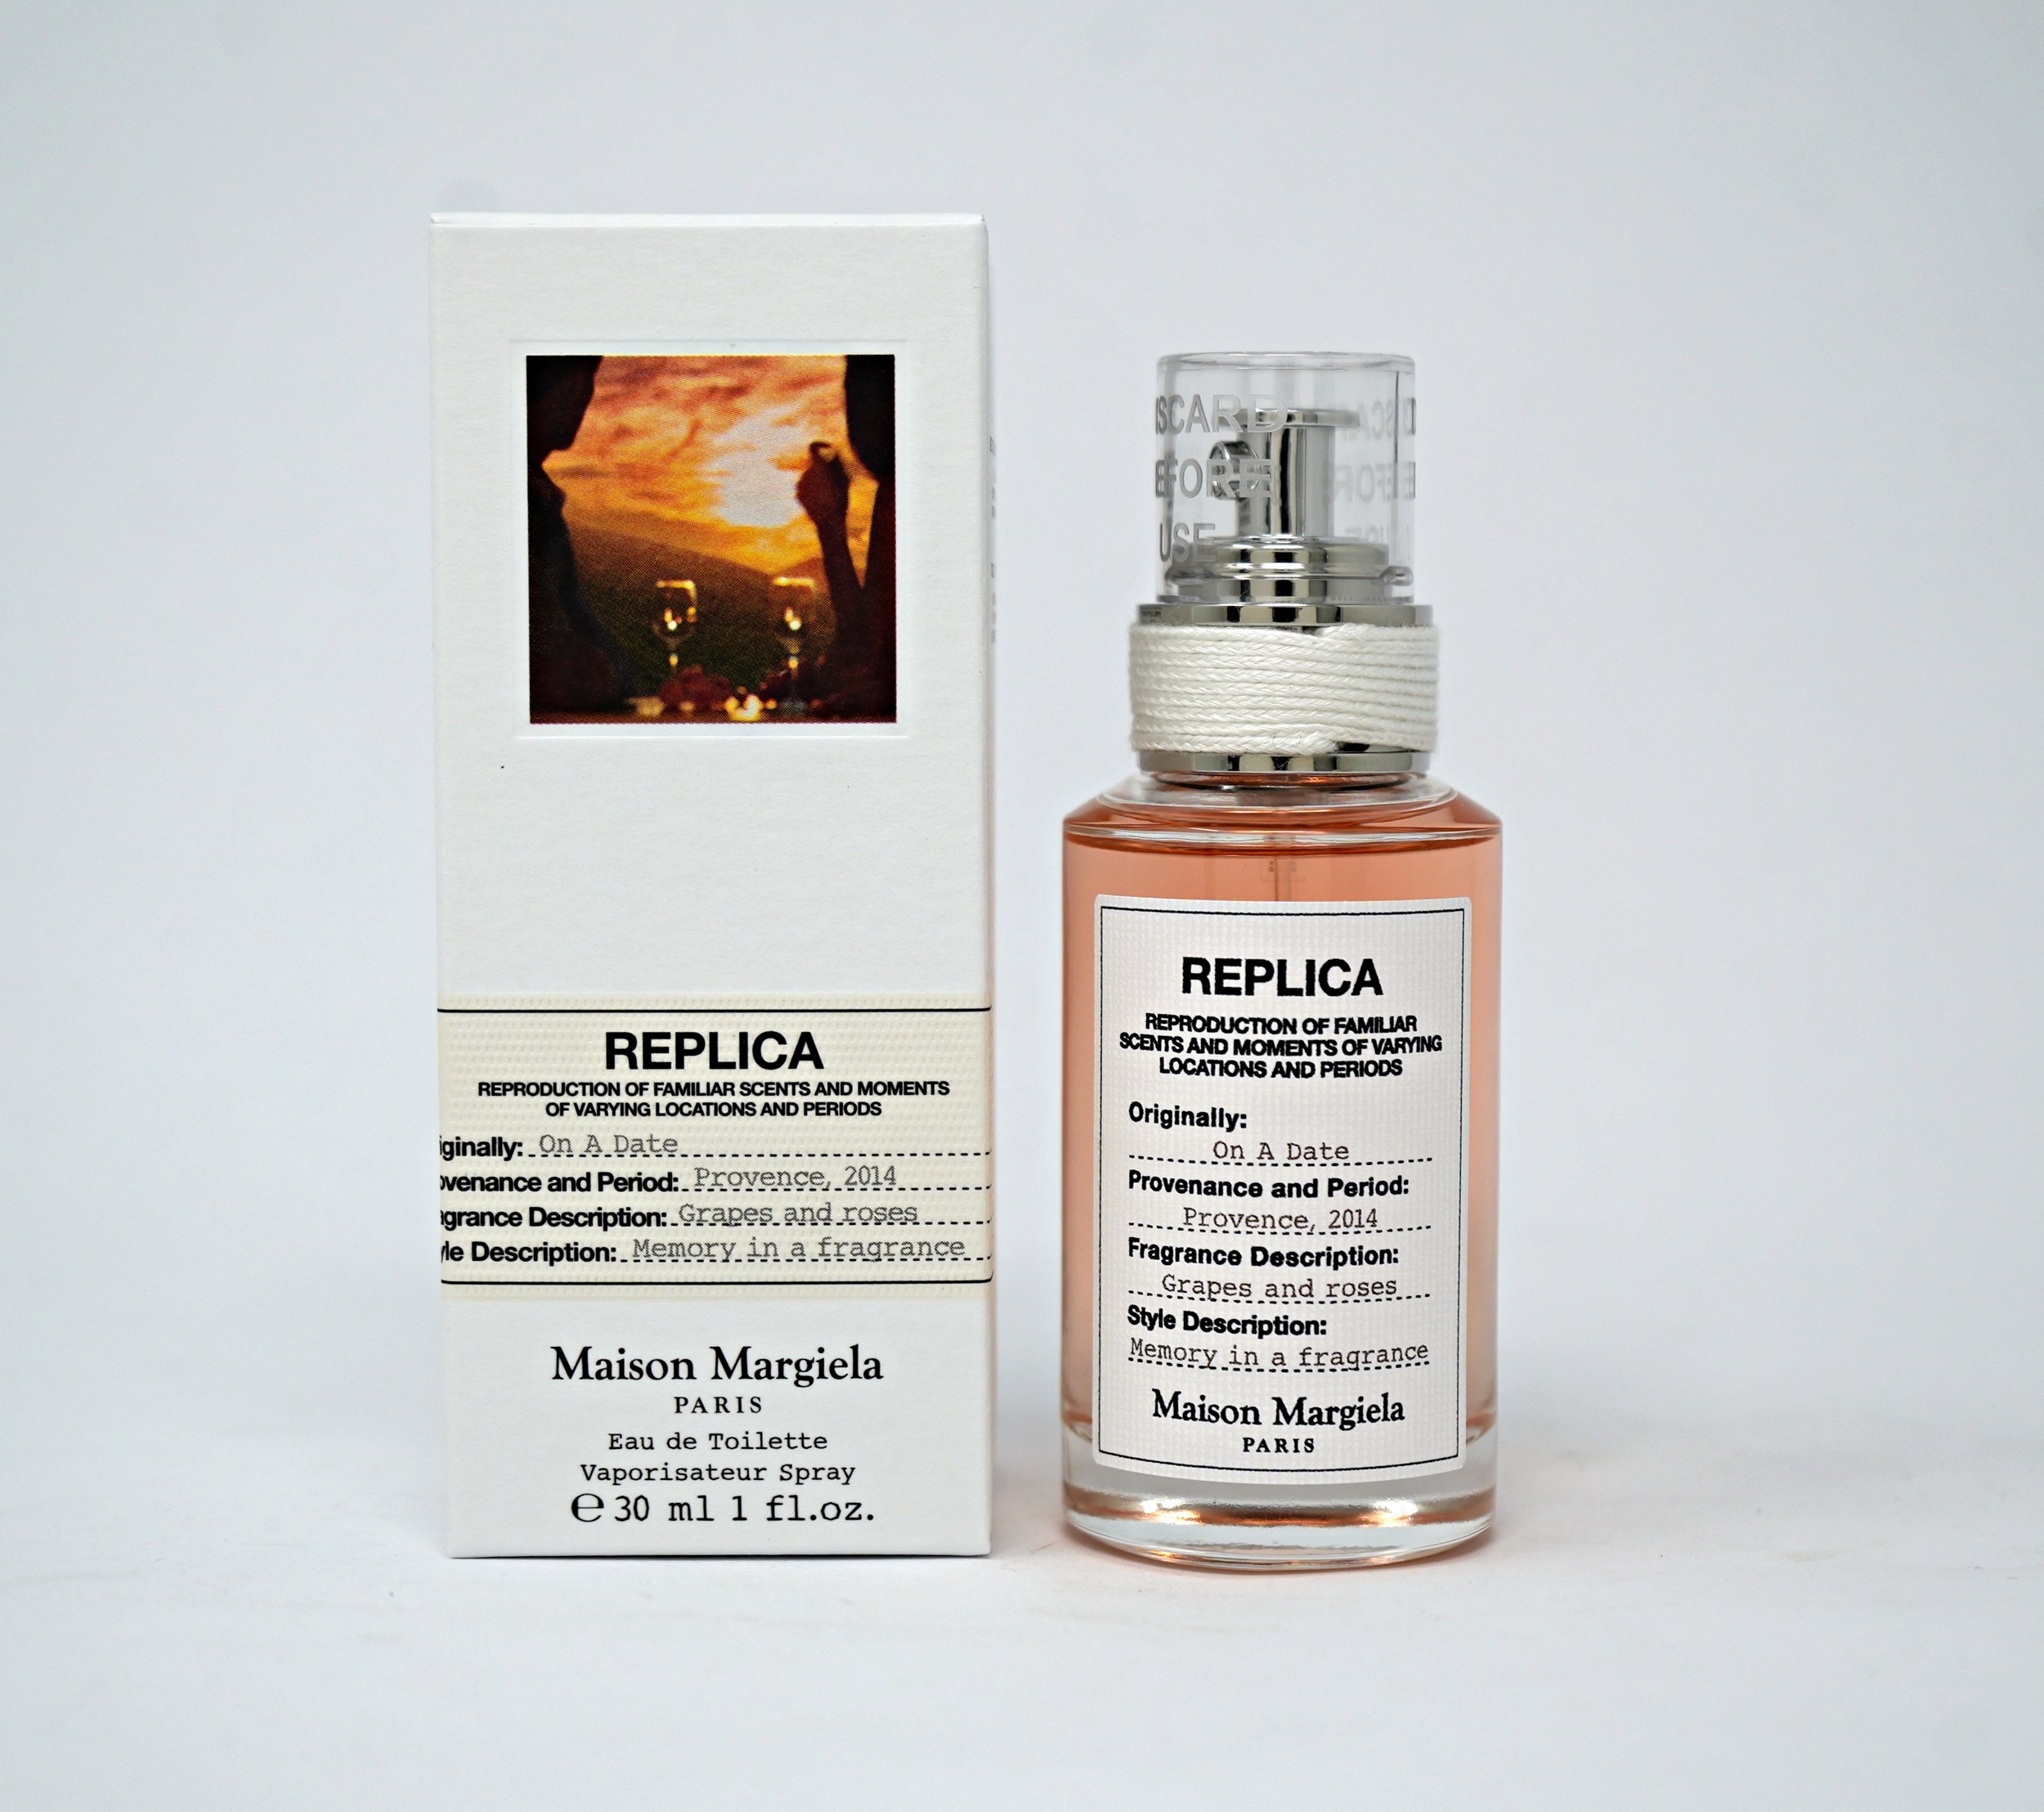 REPLICA
REPRODUCTION OF FAMILIAR SCENTS AND MOMENTS
OF VARYING LOCATIONS AND PERIODS
iginally: On A Date
ovenance and Period: Provence, 2014
agrance Description: Grapes and roses
yle Description: Memory in a fragrance
Maison Margiela
PARIS
Eau de Toilette
Vaporisateur Spray
℮ 30 ml 1 fl.oz.
ISCARD
EFORE
USE
REPLICA
REPRODUCTION OF FAMILIAR
SCENTS AND MOMENTS OF VARYING
LOCATIONS AND PERIODS
Originally:
On A Date
Provenance and Period:
Provence, 2014
Fragrance Description:
Grapes and roses
Style Description:
Memory in a fragrance
Maison Margiela
PARIS